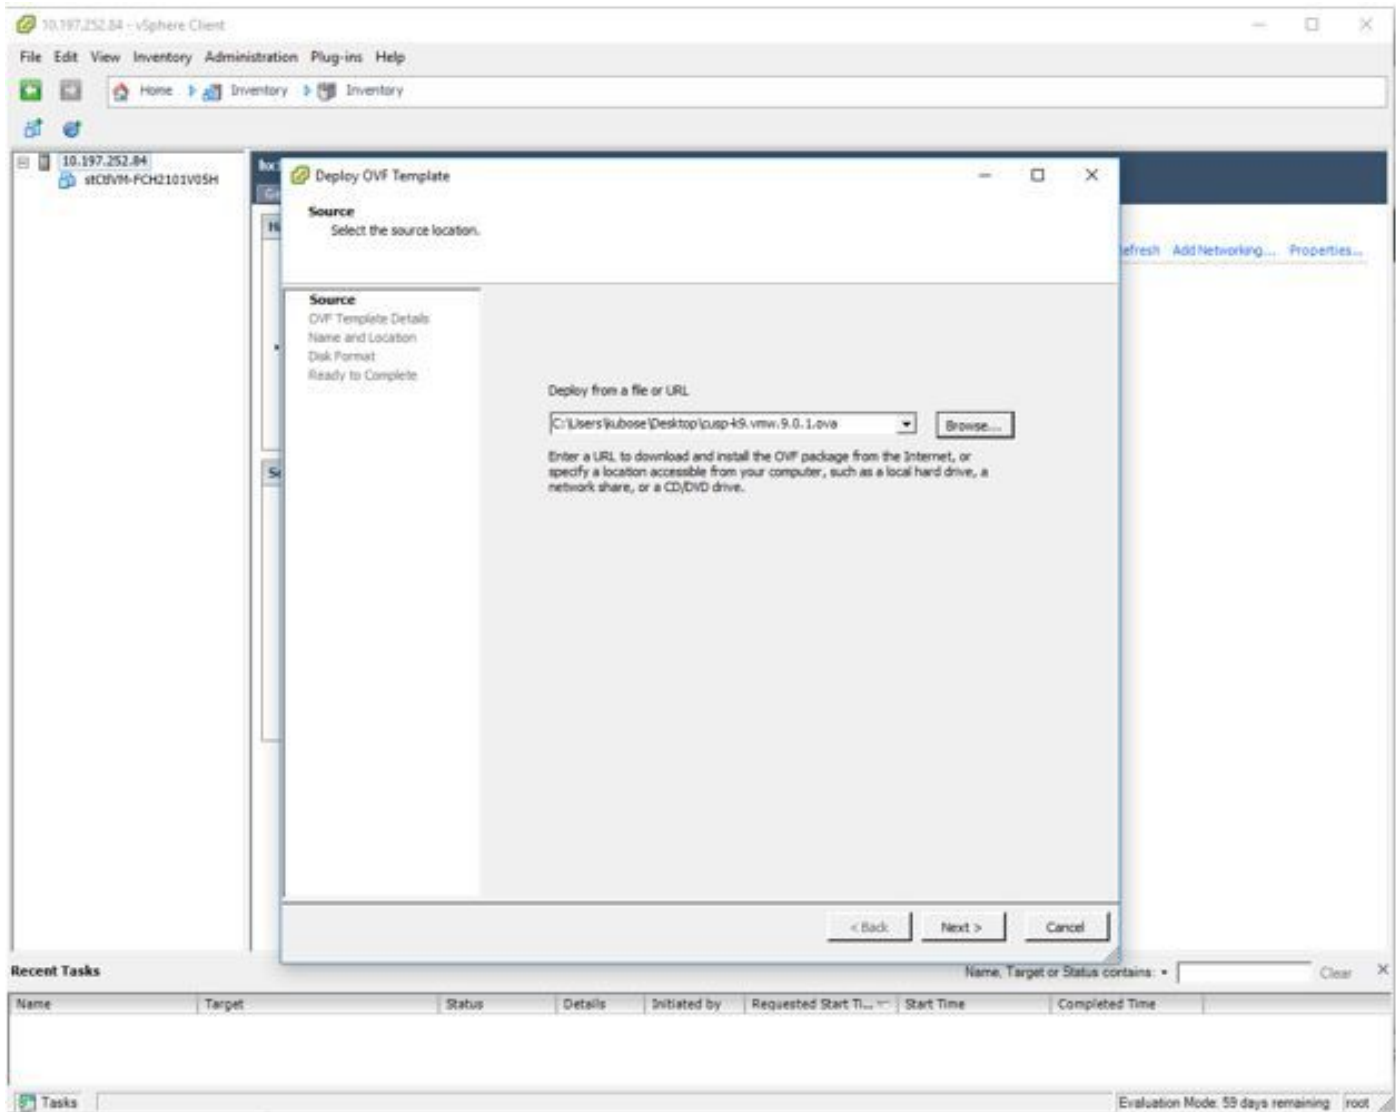 10.197.252.84 - vSphere Client
File Edit View Inventory Administration Plug-ins Help
Home Inventory Inventory
10.197.252.84
stCtlVM-FCH2101V05H
Deploy OVF Template
Source
Select the source location.
Refresh Add Networking... Properties...
Source
OVF Template Details
Name and Location
Disk Format
Ready to Complete
Deploy from a file or URL
C:\Users\kubose\Desktop\cusp-k9.vmw.9.0.1.ova
Browse...
Enter a URL to download and install the OVF package from the Internet, or
specify a location accessible from your computer, such as a local hard drive, a
network share, or a CD/DVD drive.
< Back Next > Cancel
Recent Tasks
Name, Target or Status contains: Clear
Name Target Status Details Initiated by Requested Start Ti... Start Time Completed Time
Tasks
Evaluation Mode: 59 days remaining root